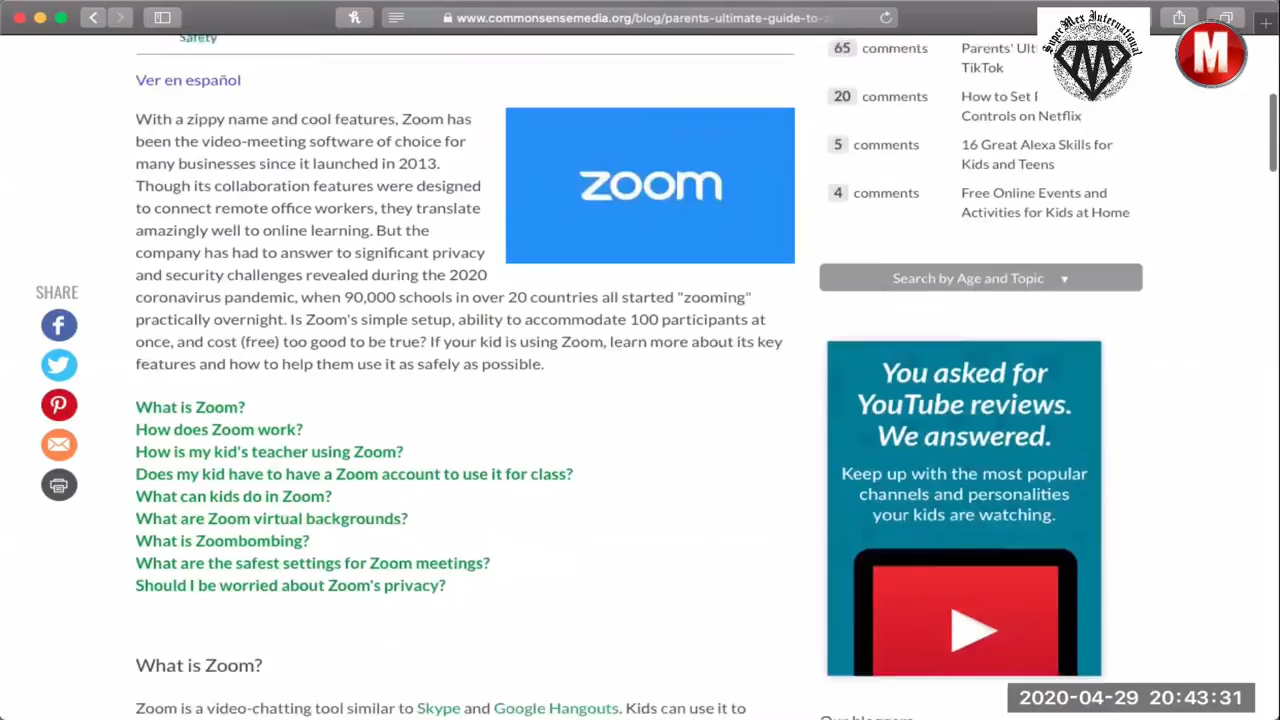 www.commonsensemedia.org/blog/parents-ultimate-guide-to-
SuperMex International
M
Safety
Ver en español
With a zippy name and cool features, Zoom has
been the video-meeting software of choice for
many businesses since it launched in 2013.
Though its collaboration features were designed
to connect remote office workers, they translate
amazingly well to online learning. But the
company has had to answer to significant privacy
and security challenges revealed during the 2020
coronavirus pandemic, when 90,000 schools in over 20 countries all started "zooming"
practically overnight. Is Zoom's simple setup, ability to accommodate 100 participants at
once, and cost (free) too good to be true? If your kid is using Zoom, learn more about its key
features and how to help them use it as safely as possible.
zoom
SHARE
What is Zoom?
How does Zoom work?
How is my kid's teacher using Zoom?
Does my kid have to have a Zoom account to use it for class?
What can kids do in Zoom?
What are Zoom virtual backgrounds?
What is Zoombombing?
What are the safest settings for Zoom meetings?
Should I be worried about Zoom's privacy?
What is Zoom?
Zoom is a video-chatting tool similar to Skype and Google Hangouts. Kids can use it to
65 comments Parents' Ult
TikTok
20 comments How to Set
Controls on Netflix
5 comments 16 Great Alexa Skills for
Kids and Teens
4 comments Free Online Events and
Activities for Kids at Home
Search by Age and Topic
You asked for
YouTube reviews.
We answered.
Keep up with the most popular
channels and personalities
your kids are watching.
2020-04-29 20:43:31
Our bloggers